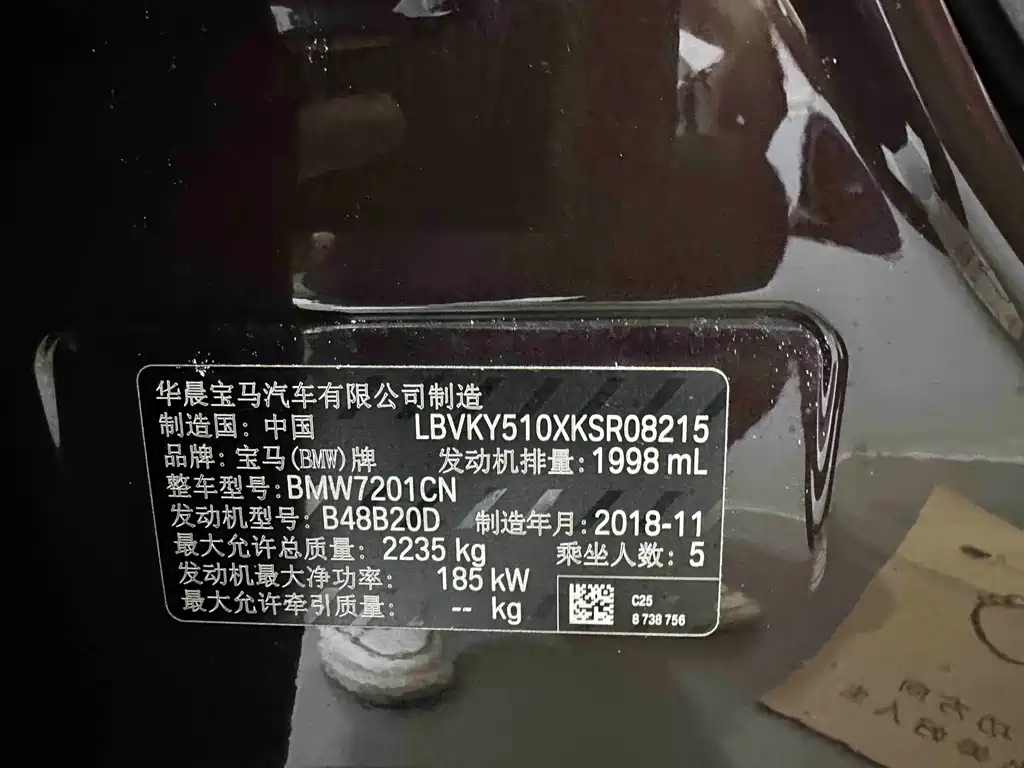 华晨宝马汽车有限公司制造
制造国: 中国 LBVKY510XKSR08215
品牌: 宝马(BMW)牌 发动机排量: 1998 mL
整车型号: BMW7201CN
发动机型号: B48B20D 制造年月: 2018-11
最大允许总质量: 2235 kg 乘坐人数: 5
发动机最大净功率: 185 kW
最大允许牵引质量: -- kg
C25
8 738 756